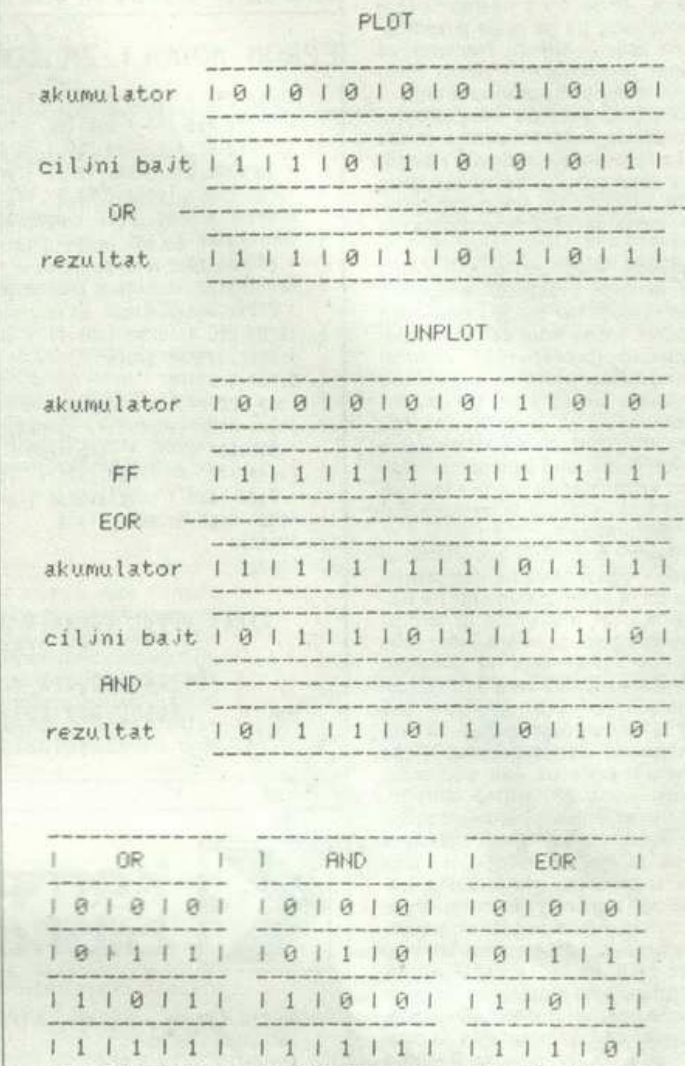 PLOT
akumulator | 0 | 0 | 0 | 0 | 0 | 1 | 0 | 0 |
ciljni bajt | 1 | 1 | 0 | 1 | 0 | 0 | 0 | 1 |
OR
rezultat | 1 | 1 | 0 | 1 | 0 | 1 | 0 | 1 |
UNPLOT
akumulator | 0 | 0 | 0 | 0 | 0 | 1 | 0 | 0 |
FF | 1 | 1 | 1 | 1 | 1 | 1 | 1 | 1 |
EOR
akumulator | 1 | 1 | 1 | 1 | 1 | 0 | 1 | 1 |
ciljni bajt | 0 | 1 | 1 | 0 | 1 | 1 | 1 | 0 |
AND
rezultat | 0 | 1 | 1 | 0 | 1 | 0 | 1 | 0 |
| OR | | AND | | EOR |
| 0 | 0 | 0 | | 0 | 0 | 0 | | 0 | 0 | 0 |
| 0 | 1 | 1 | | 0 | 1 | 0 | | 0 | 1 | 1 |
| 1 | 0 | 1 | | 1 | 0 | 0 | | 1 | 0 | 1 |
| 1 | 1 | 1 | | 1 | 1 | 1 | | 1 | 1 | 0 |